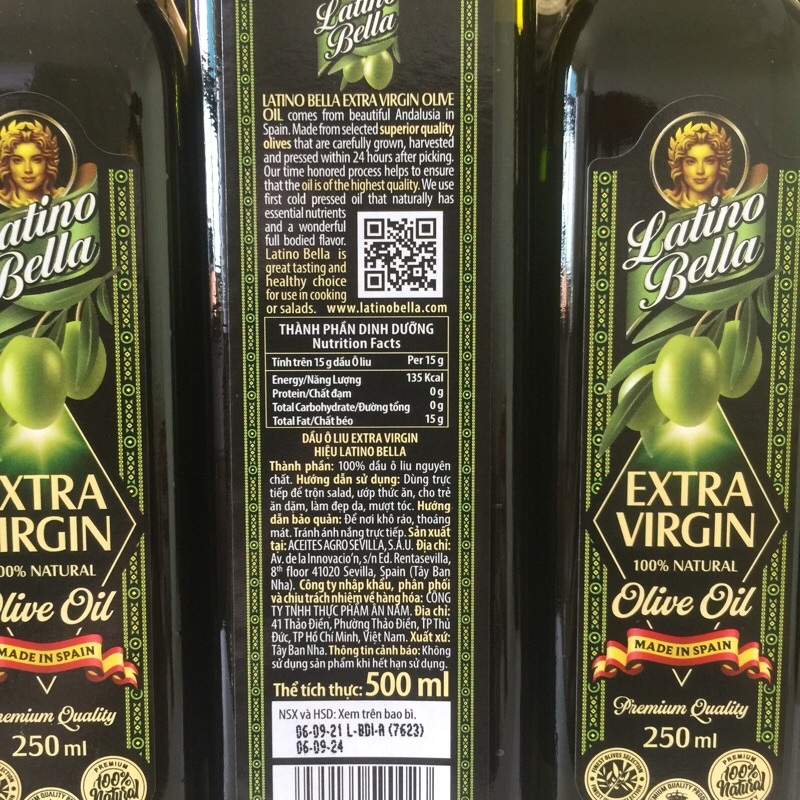 Latino
Bella
LATINO BELLA EXTRA VIRGIN OLIVE
OIL comes from beautiful Andalusia in
Spain. Made from selected superior quality
olives that are carefully grown, harvested
and pressed within 24 hours after picking.
Our time honored process helps to ensure
that the oil is of the highest quality. We use
first cold pressed oil that naturally has
essential nutrients
and a wonderful
full bodied flavor.
Latino Bella is
great tasting and
healthy choice
for use in cooking
or salads. www.latinobella.com
THÀNH PHẦN DINH DƯỠNG
Nutrition Facts
Tính trên 15 g dầu Ô liu Per 15 g
Energy/Năng Lượng 135 Kcal
Protein/Chất đạm 0 g
Total Carbohydrate/Đường tổng 0 g
Total Fat/Chất béo 15 g
DẦU Ô LIU EXTRA VIRGIN
HIỆU LATINO BELLA
Thành phần: 100% dầu ô liu nguyên
chất. Hướng dẫn sử dụng: Dùng trực
tiếp để trộn salad, ướp thức ăn, cho trẻ
ăn dặm, làm đẹp da, mượt tóc. Hướng
dẫn bảo quản: Để nơi khô ráo, thoáng
mát. Tránh ánh nắng trực tiếp. Sản xuất
tại: ACEITES AGRO SEVILLA, S.A.U. Địa chỉ:
Av. de la Innovacio'n, s/n Ed. Rentasevilla,
8th floor 41020 Sevilla, Spain (Tây Ban
Nha). Công ty nhập khẩu, phân phối
và chịu trách nhiệm về hàng hóa: CÔNG
TY TNHH THỰC PHẨM ÂN NAM. Địa chỉ:
41 Thảo Điền, Phường Thảo Điền, TP Thủ
Đức, TP Hồ Chí Minh, Việt Nam. Xuất xứ:
Tây Ban Nha. Thông tin cảnh báo: Không
sử dụng sản phẩm khi hết hạn sử dụng.
Thể tích thực: 500 ml
NSX và HSD: Xem trên bao bì.
06-09-21 L-BDI-A (7623)
06-09-24
atino
Bella
XTRA
IRGIN
00% NATURAL
Olive Oil
MADE IN SPAIN
remium Quality
250 ml
PREMIUM
100%
Natural
Latino
Bella
EXTRA
VIRGIN
100% NATURAL
Olive Oil
MADE IN SPAIN
Premium Quality
250 ml
FINEST OLIVES SELECTION
PREMIUM QUALITY
PREMIUM
100%
Natural